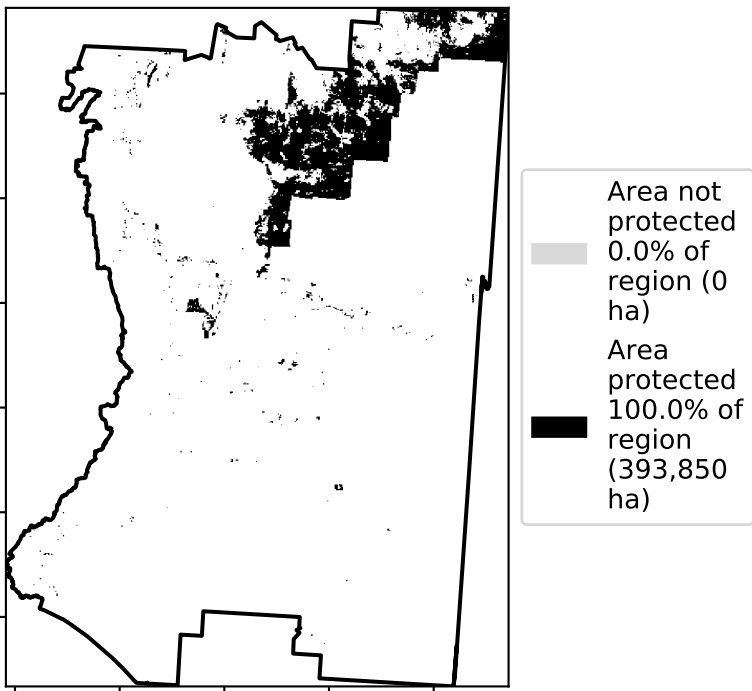 Area not
protected
0.0% of
region (0
ha)
Area
protected
100.0% of
region
(393,850
ha)